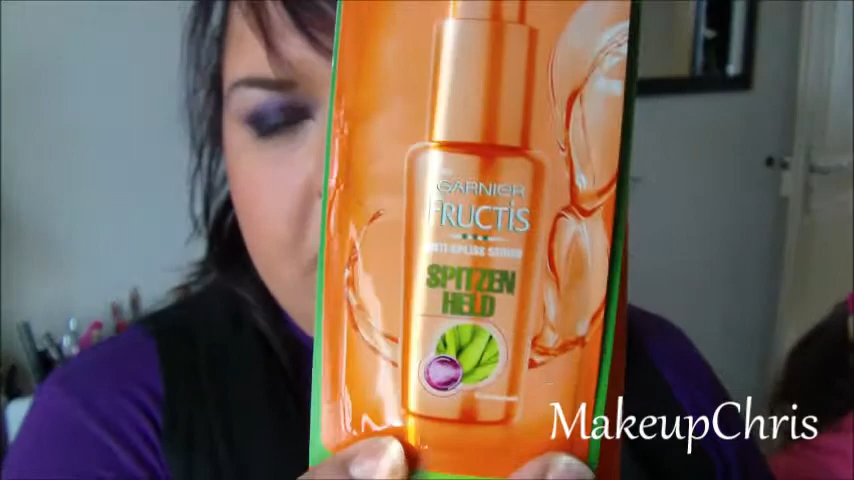 GARNIER
FRUCTIS
ANTI-SPLISS SERUM
SPITZEN
HELD
MakeupChris